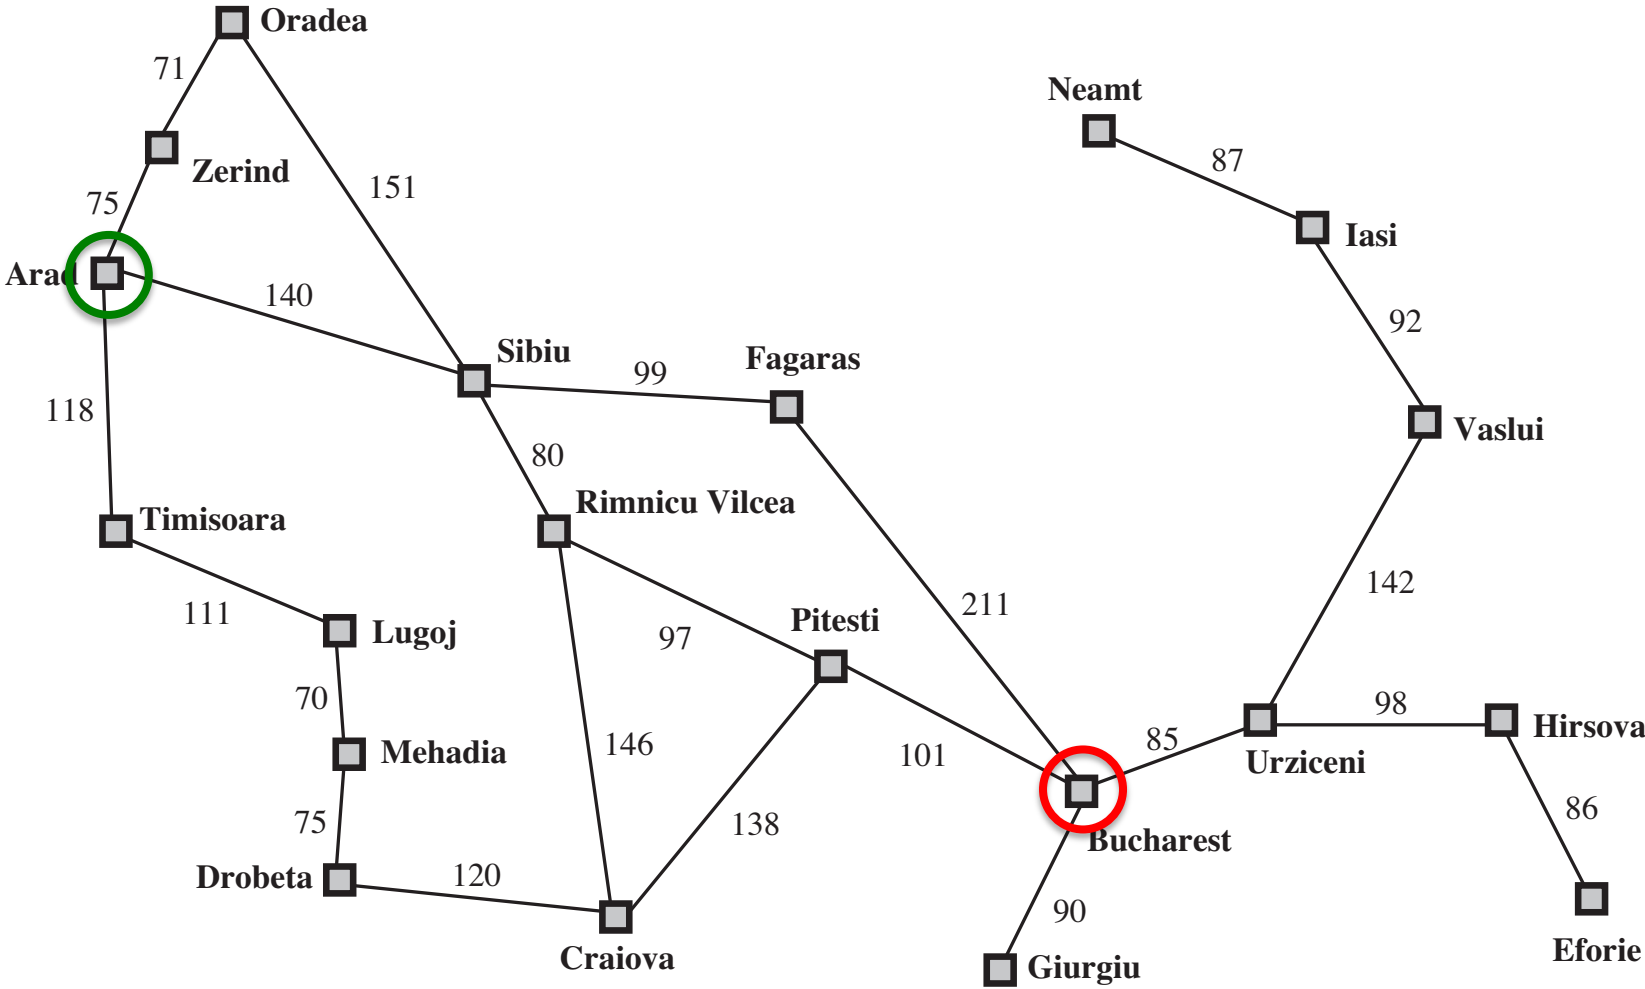 Oradea
71
Neamt
87
Zerind
151
75
Iasi
Arad
140
92
Sibiu
Fagaras
99
118
Vaslui
80
Rimnicu Vilcea
Timisoara
142
211
111
Lugoj
97
Pitesti
70
98
Hirsova
146
85
Mehadia
101
Urziceni
86
75
138
Bucharest
Drobeta
120
90
Eforie
Craiova
Giurgiu